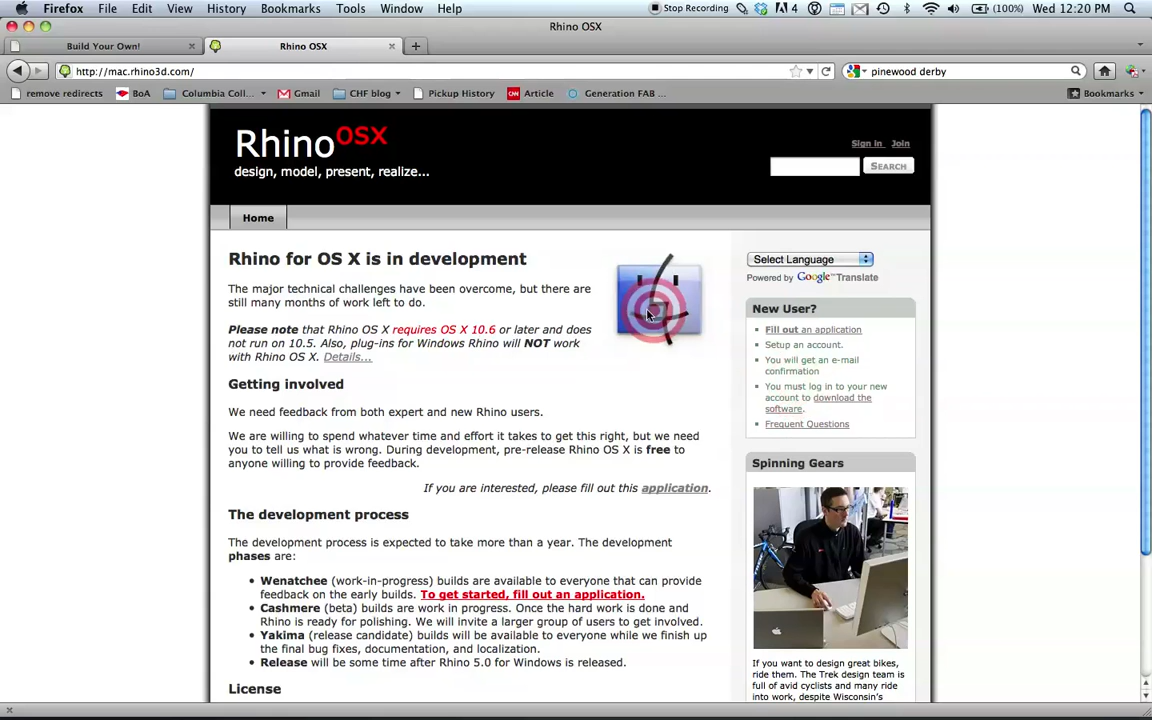 Firefox File Edit View History Bookmarks Tools Window Help Stop Recording 4 (100%) Wed 12:20 PM
Rhino OSX
Build Your Own! Rhino OSX
http://mac.rhino3d.com/ pinewood derby
remove redirects BoA Columbia Coll... Gmail CHF blog Pickup History CNN Article Generation FAB ... Bookmarks
Rhino OSX
design, model, present, realize...
Sign in Join
SEARCH
Home
Rhino for OS X is in development
The major technical challenges have been overcome, but there are
still many months of work left to do.
Please note that Rhino OS X requires OS X 10.6 or later and does
not run on 10.5. Also, plug-ins for Windows Rhino will NOT work
with Rhino OS X. Details...
Getting involved
We need feedback from both expert and new Rhino users.
We are willing to spend whatever time and effort it takes to get this right, but we need
you to tell us what is wrong. During development, pre-release Rhino OS X is free to
anyone willing to provide feedback.
If you are interested, please fill out this application.
The development process
The development process is expected to take more than a year. The development
phases are:
• Wenatchee (work-in-progress) builds are available to everyone that can provide
feedback on the early builds. To get started, fill out an application.
• Cashmere (beta) builds are work in progress. Once the hard work is done and
Rhino is ready for polishing. We will invite a larger group of users to get involved.
• Yakima (release candidate) builds will be available to everyone while we finish up
the final bug fixes, documentation, and localization.
• Release will be some time after Rhino 5.0 for Windows is released.
License
Select Language
Powered by Google™ Translate
New User?
Fill out an application
Setup an account.
You will get an e-mail
confirmation
You must log in to your new
account to download the
software.
Frequent Questions
Spinning Gears
If you want to design great bikes,
ride them. The Trek design team is
full of avid cyclists and many ride
into work, despite Wisconsin's